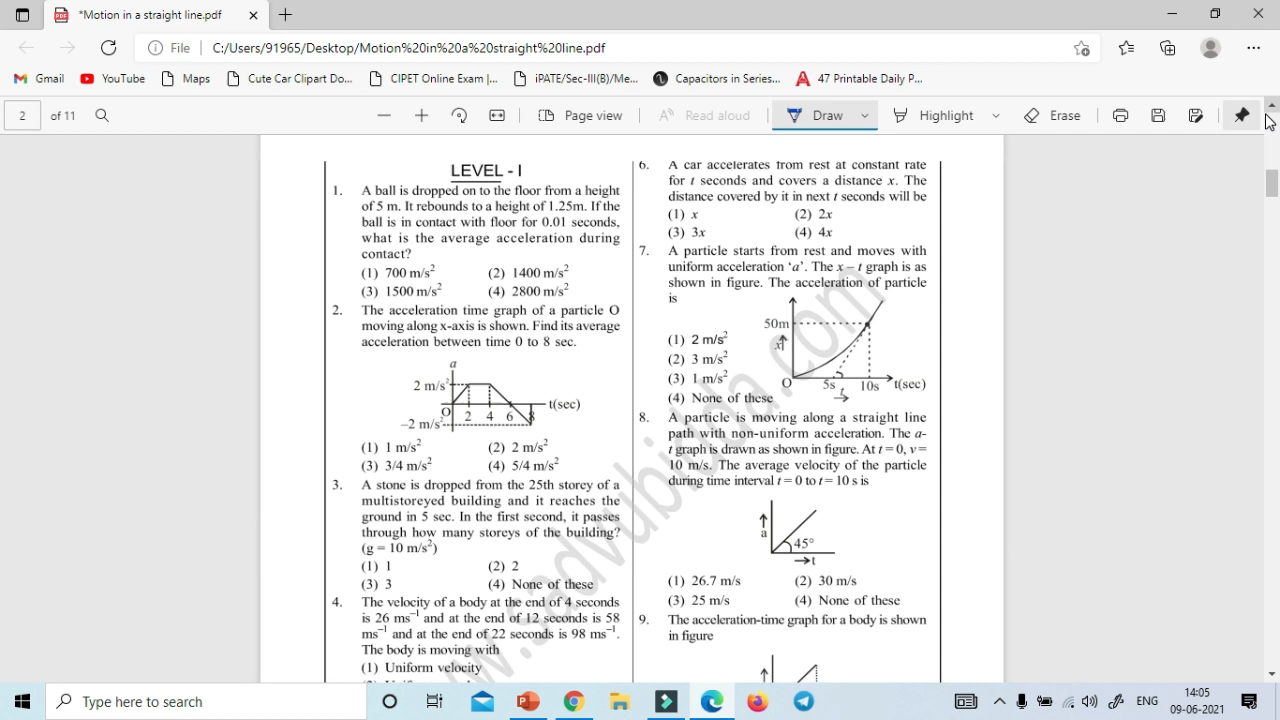 *Motion in a straight line.pdf
File
C:/Users/91965/Desktop/Motion%20in%20a%20straight%20line.pdf
Gmail
YouTube
Maps
Cute Car Clipart Do...
CIPET Online Exam |...
iPATE/Sec-III(B)/Me...
Capacitors in Series...
47 Printable Daily P...
2 of 11
Page view
Read aloud
Draw
Highlight
Erase
LEVEL - I
1. A ball is dropped on to the floor from a height
of 5 m. It rebounds to a height of 1.25m. If the
ball is in contact with floor for 0.01 seconds,
what is the average acceleration during
contact?
(1) 700 m/s² (2) 1400 m/s²
(3) 1500 m/s² (4) 2800 m/s²
2. The acceleration time graph of a particle O
moving along x-axis is shown. Find its average
acceleration between time 0 to 8 sec.
a
2 m/s²
O 2 4 6 8 t(sec)
–2 m/s²
(1) 1 m/s² (2) 2 m/s²
(3) 3/4 m/s² (4) 5/4 m/s²
3. A stone is dropped from the 25th storey of a
multistoreyed building and it reaches the
ground in 5 sec. In the first second, it passes
through how many storeys of the building?
(g = 10 m/s²)
(1) 1 (2) 2
(3) 3 (4) None of these
4. The velocity of a body at the end of 4 seconds
is 26 ms⁻¹ and at the end of 12 seconds is 58
ms⁻¹ and at the end of 22 seconds is 98 ms⁻¹.
The body is moving with
(1) Uniform velocity
6. A car accelerates from rest at constant rate
for t seconds and covers a distance x. The
distance covered by it in next t seconds will be
(1) x (2) 2x
(3) 3x (4) 4x
7. A particle starts from rest and moves with
uniform acceleration ‘a’. The x – t graph is as
shown in figure. The acceleration of particle
is
50m
x
O 5s t 10s t(sec)
(1) 2 m/s²
(2) 3 m/s²
(3) 1 m/s²
(4) None of these
8. A particle is moving along a straight line
path with non-uniform acceleration. The a-
t graph is drawn as shown in figure. At t = 0, v =
10 m/s. The average velocity of the particle
during time interval t = 0 to t = 10 s is
a
45°
t
(1) 26.7 m/s (2) 30 m/s
(3) 25 m/s (4) None of these
9. The acceleration-time graph for a body is shown
in figure
www.sadvubidda.com
Type here to search
ENG
14:05
09-06-2021